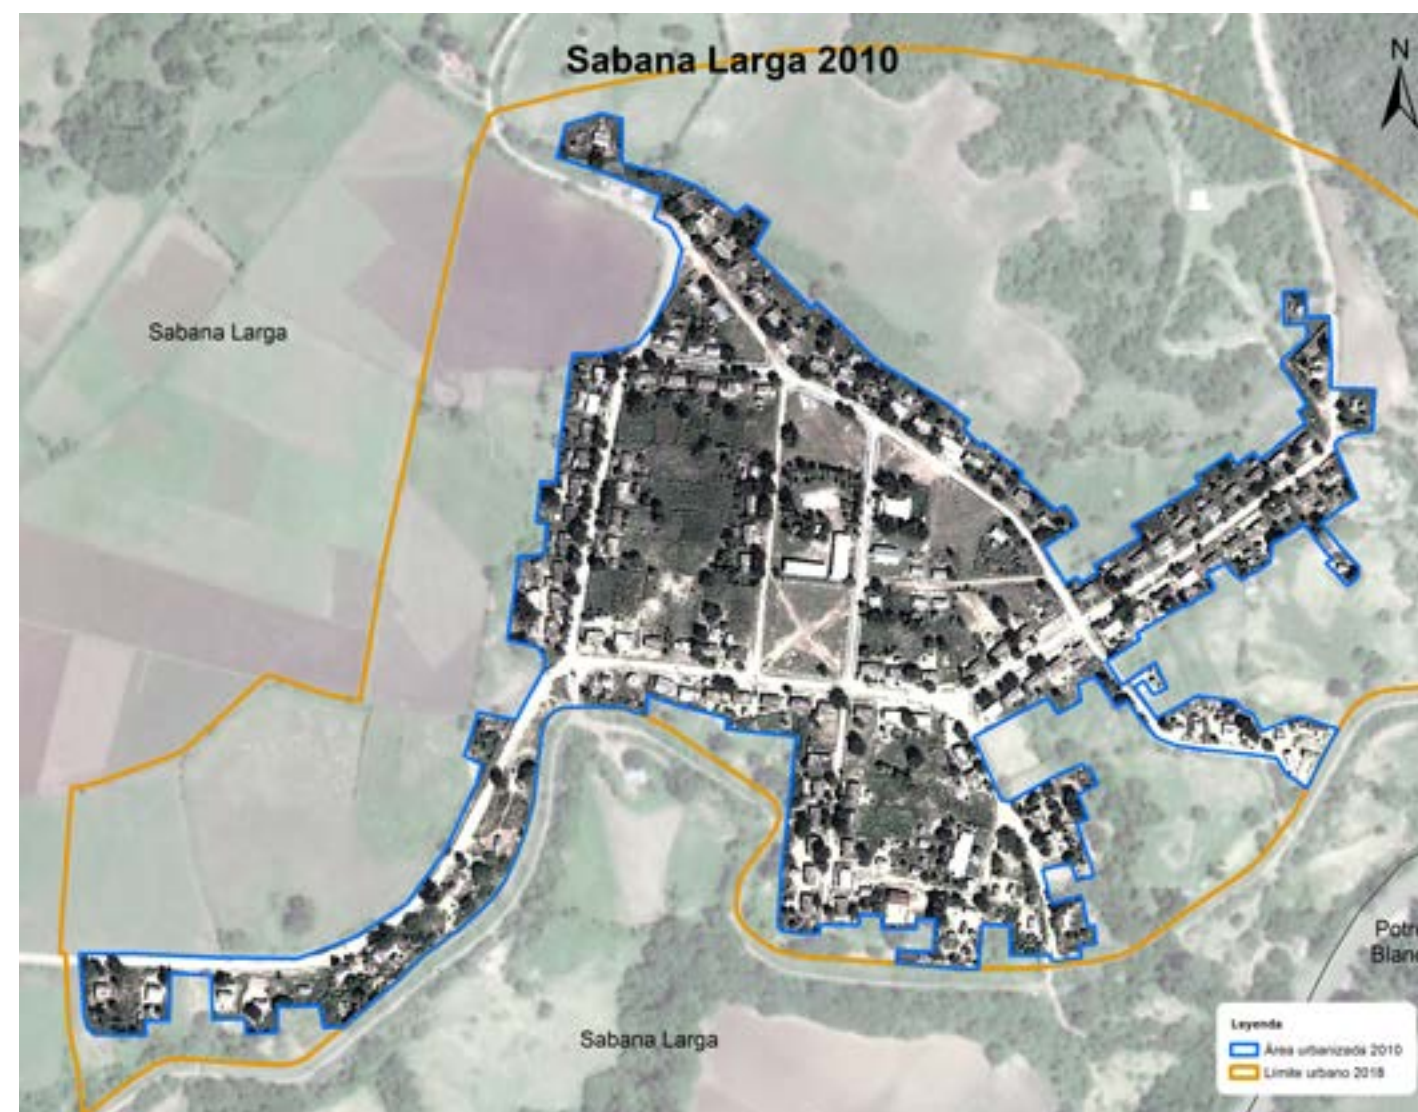 Sabana Larga 2010
N
Sabana Larga
Sabana Larga
Potr
Blanc
Leyenda
Área urbanizada 2010
Límite urbano 2018